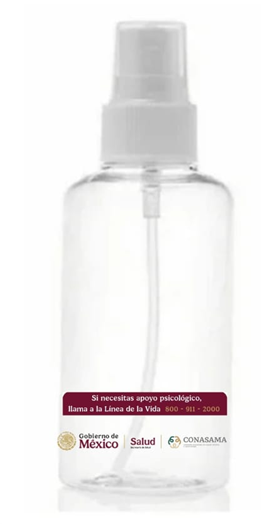 Si necesitas apoyo psicológico,
llama a la Línea de la Vida 800 - 911 - 2000
Gobierno de
México
Salud
CONASAMA